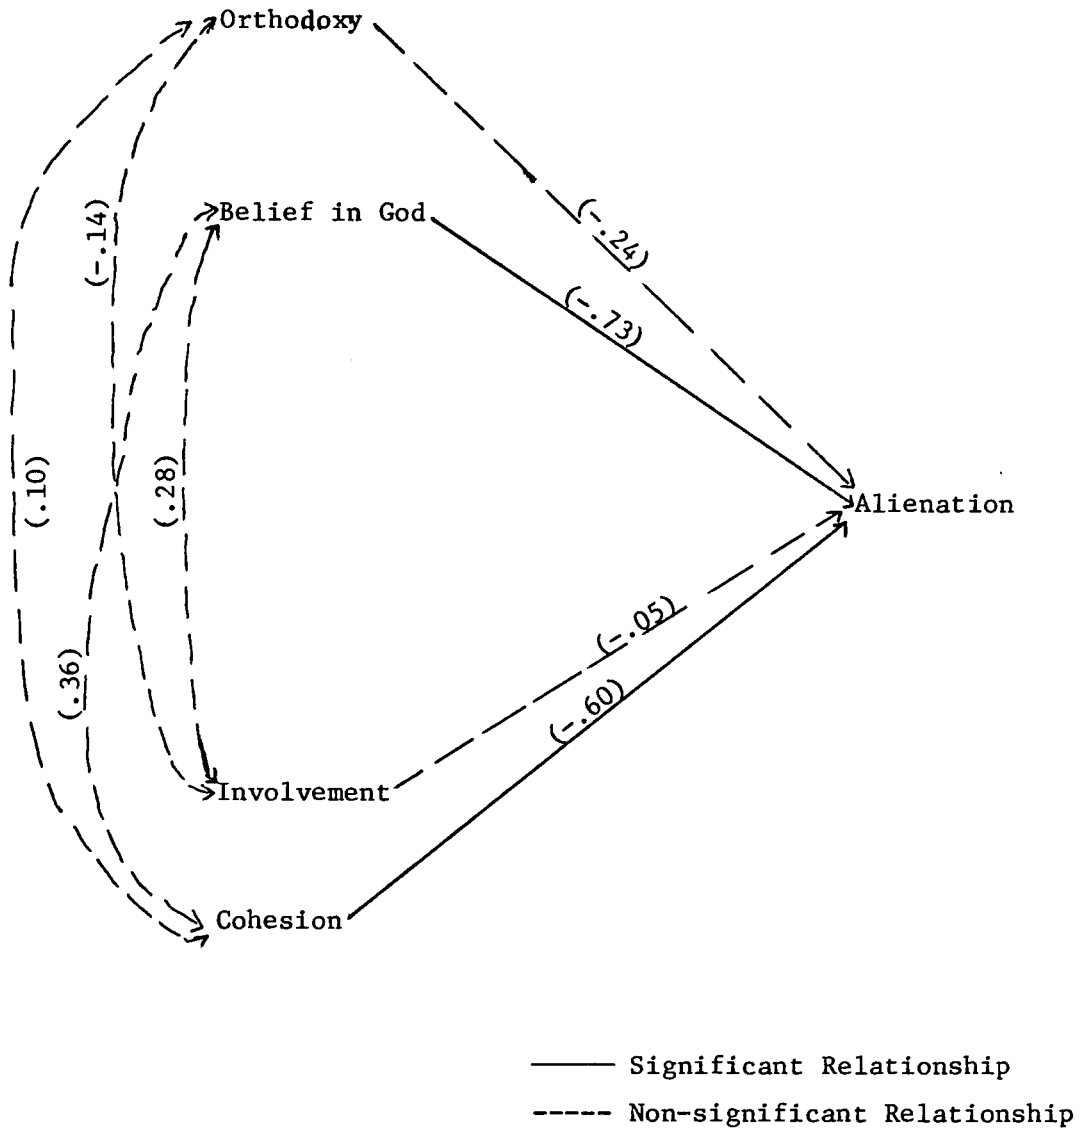 Orthodoxy
(-.14)
Belief in God
(-.24)
(-.73)
(.10)
(.28)
Alienation
(-.05)
(.36)
(-.60)
Involvement
Cohesion
Significant Relationship
Non-significant Relationship